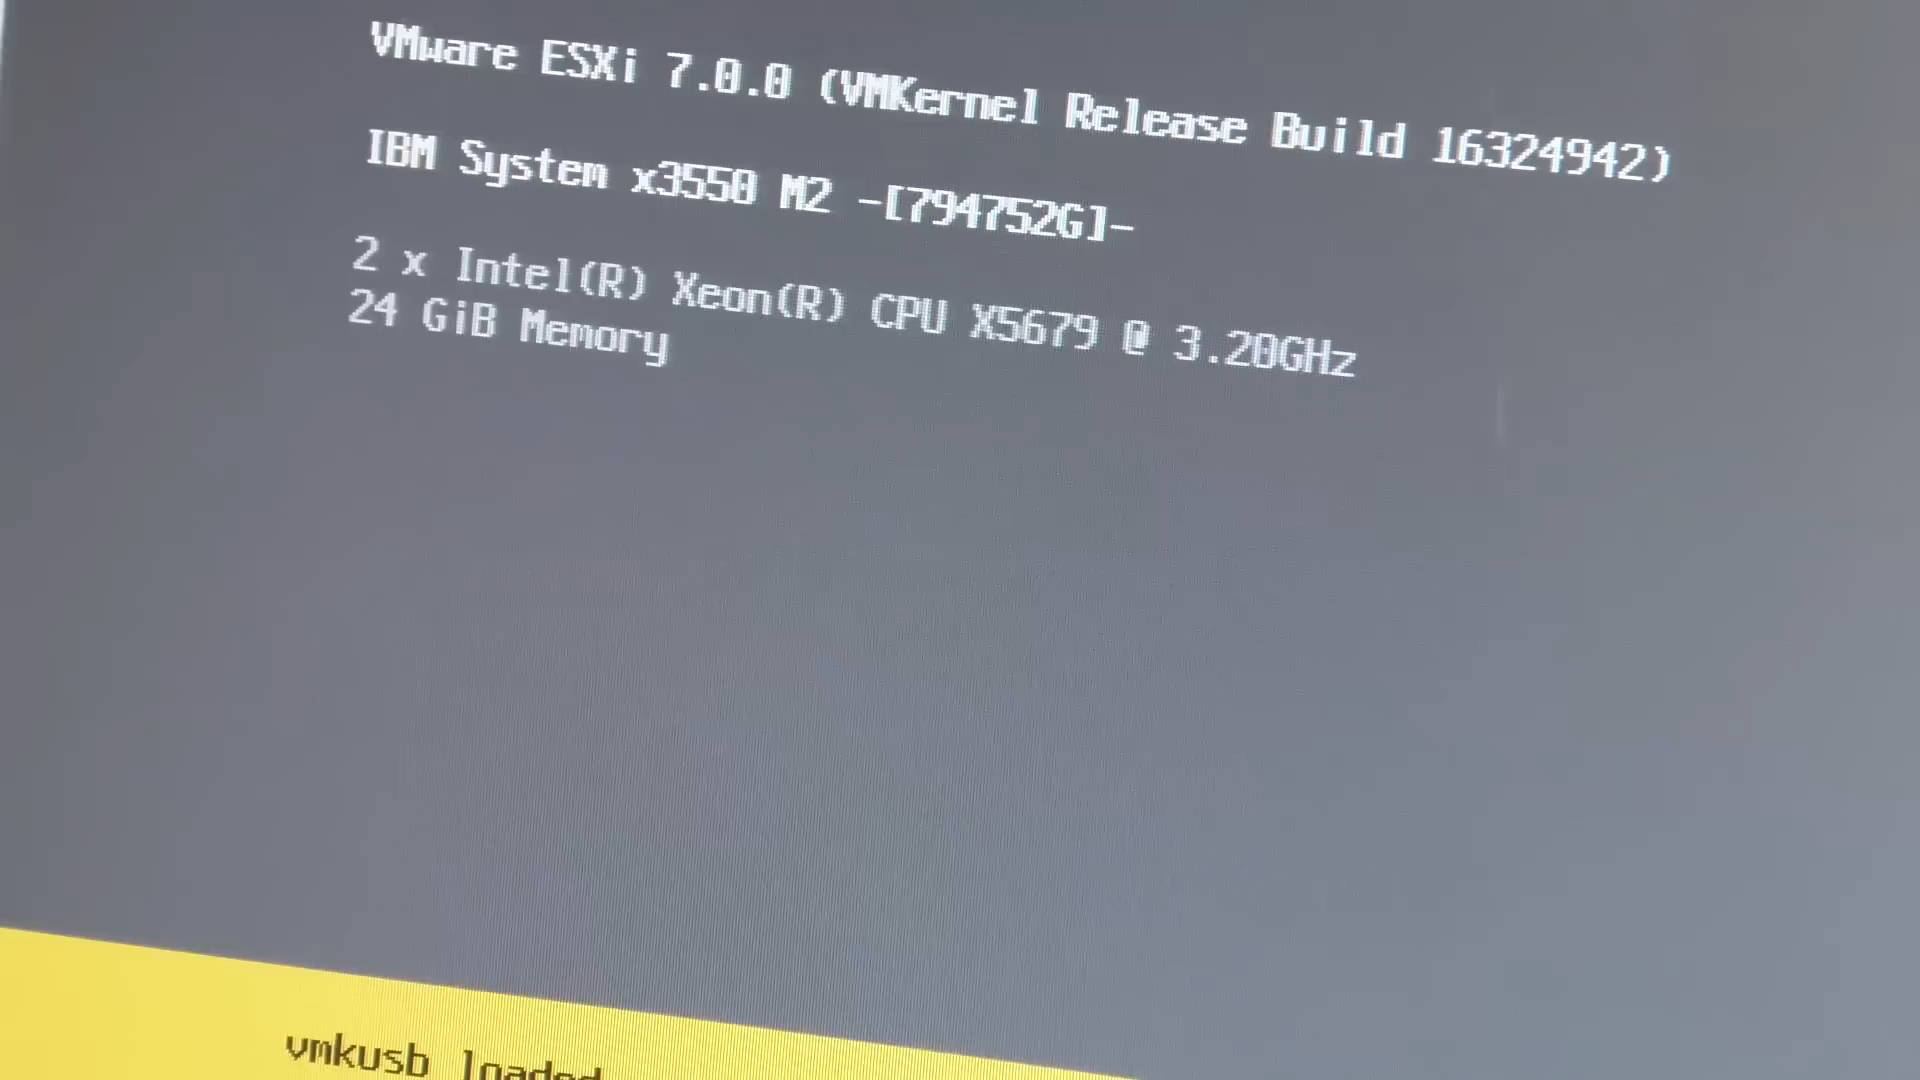 VMware ESXi 7.0.0 (VMKernel Release Build 16324942)
IBM System x3550 M2 -[794752G]-
2 x Intel(R) Xeon(R) CPU X5679 @ 3.20GHz
24 GiB Memory
vmkusb loaded